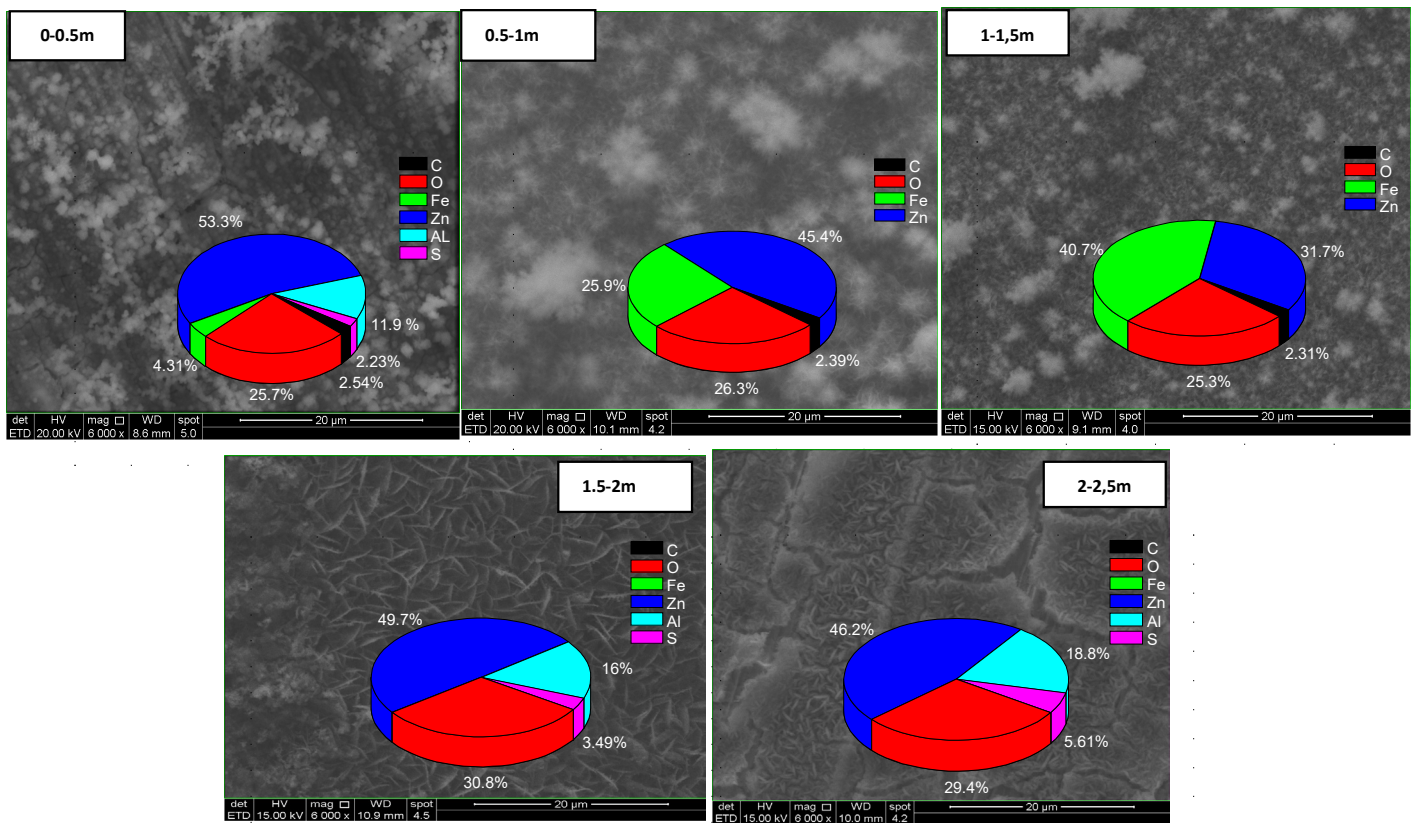 0-0.5m
C
O
Fe
Zn
AL
S
53.3%
11.9 %
2.23%
2.54%
25.7%
4.31%
det HV mag WD spot
ETD 20.00 kV 6 000 x 8.6 mm 5.0
20 µm
0.5-1m
C
O
Fe
Zn
45.4%
25.9%
2.39%
26.3%
det HV mag WD spot
ETD 20.00 kV 6 000 x 10.1 mm 4.2
20 µm
1-1,5m
C
O
Fe
Zn
40.7%
31.7%
2.31%
25.3%
det HV mag WD spot
ETD 15.00 kV 6 000 x 9.1 mm 4.0
20 µm
1.5-2m
C
O
Fe
Zn
Al
S
49.7%
16%
3.49%
30.8%
det HV mag WD spot
ETD 15.00 kV 6 000 x 10.9 mm 4.5
20 µm
2-2,5m
C
O
Fe
Zn
Al
S
46.2%
18.8%
5.61%
29.4%
det HV mag WD spot
ETD 15.00 kV 6 000 x 10.0 mm 4.2
20 µm